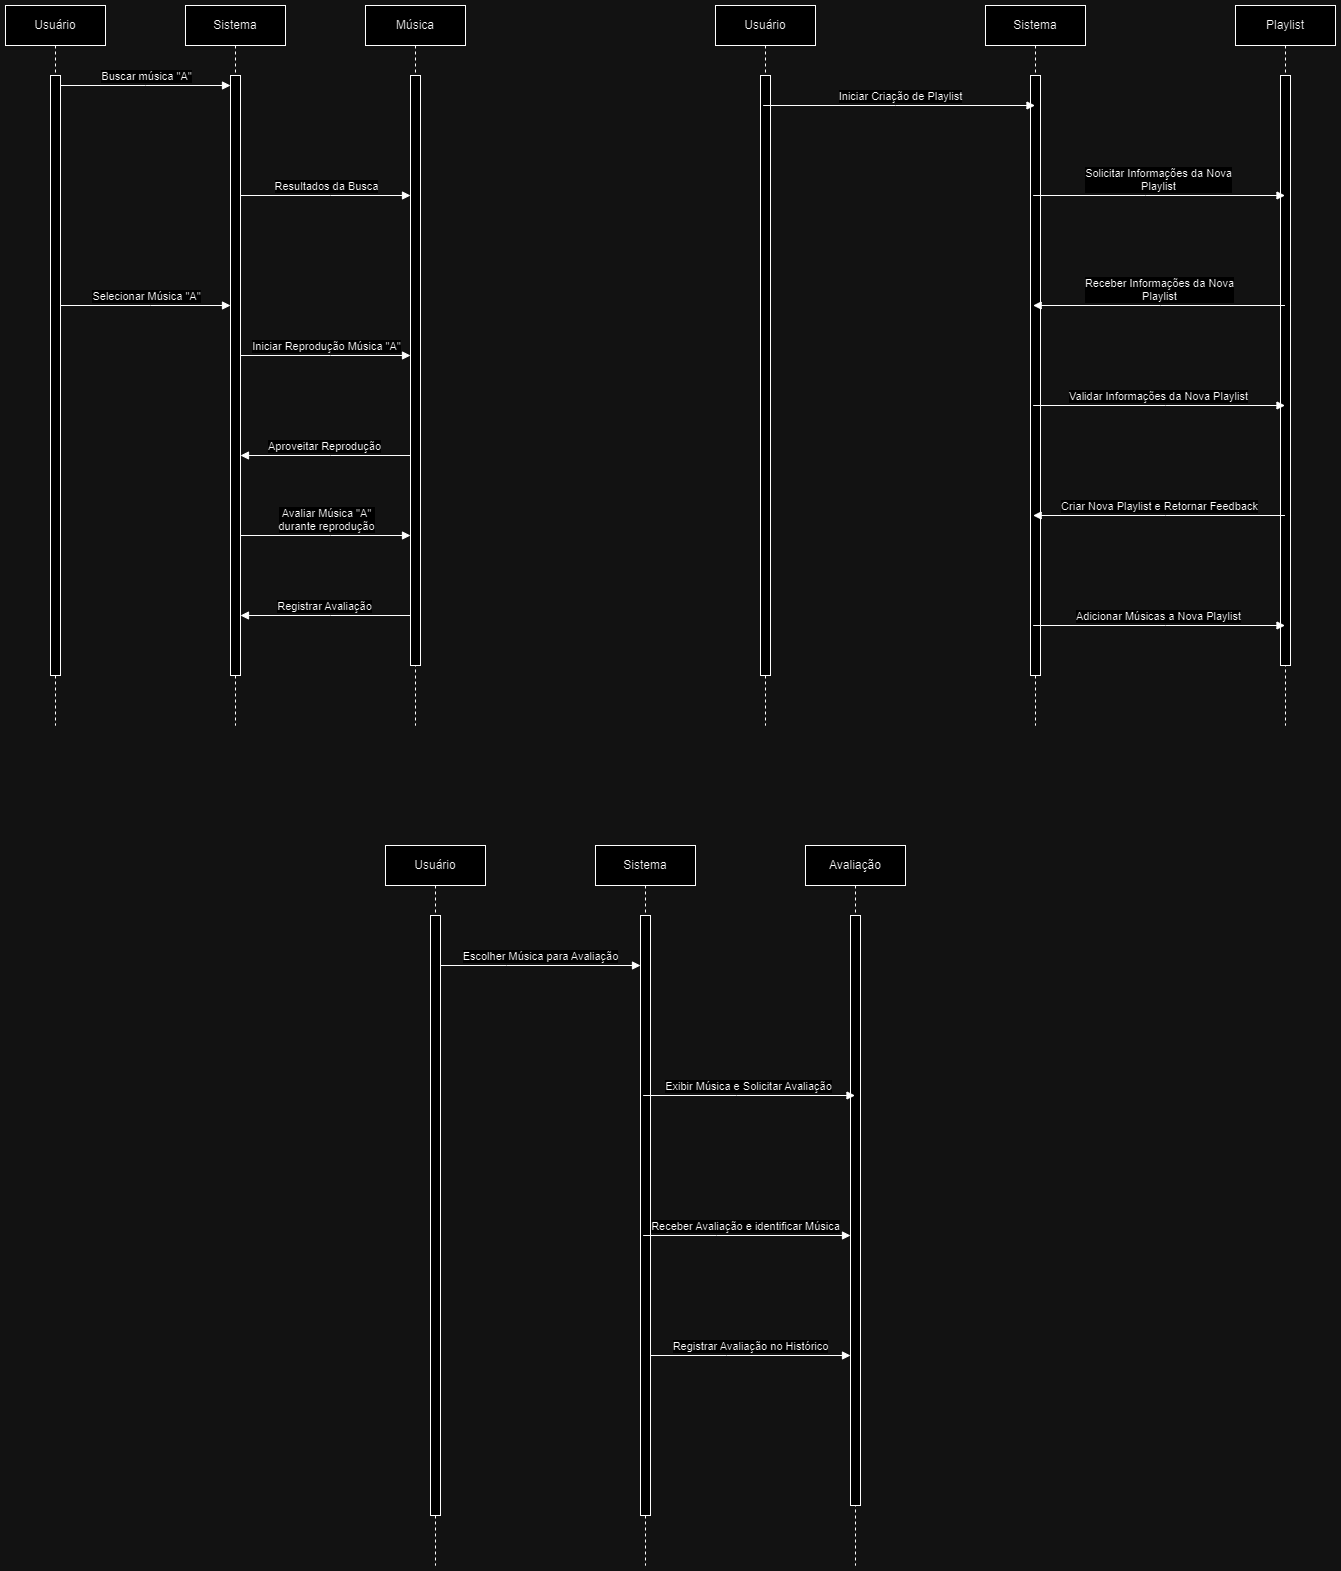 Usuário
Sistema
Música
Buscar música "A"
Resultados da Busca
Selecionar Música "A"
Iniciar Reprodução Música "A"
Aproveitar Reprodução
Avaliar Música "A"
durante reprodução
Registrar Avaliação
Usuário
Sistema
Playlist
Iniciar Criação de Playlist
Solicitar Informações da Nova
Playlist
Receber Informações da Nova
Playlist
Validar Informações da Nova Playlist
Criar Nova Playlist e Retornar Feedback
Adicionar Músicas a Nova Playlist
Usuário
Sistema
Avaliação
Escolher Música para Avaliação
Exibir Música e Solicitar Avaliação
Receber Avaliação e identificar Música
Registrar Avaliação no Histórico